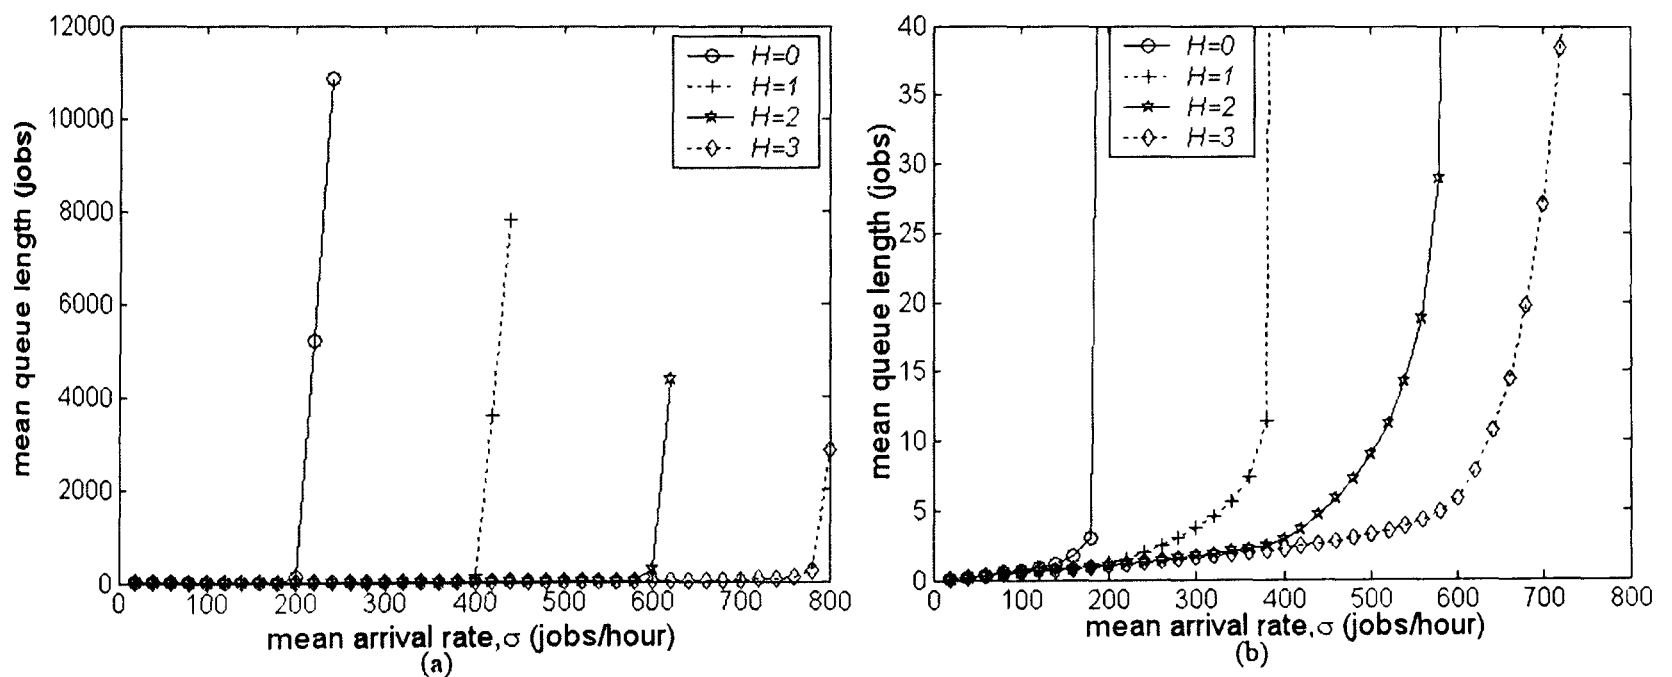 12000
10000
8000
6000
4000
2000
0
mean queue length (jobs)
H=0
H=1
H=2
H=3
0 100 200 300 400 500 600 700 800
mean arrival rate,σ (jobs/hour)
(a)
40
35
30
25
20
15
10
5
0
mean queue length (jobs)
H=0
H=1
H=2
H=3
0 100 200 300 400 500 600 700 800
mean arrival rate,σ (jobs/hour)
(b)